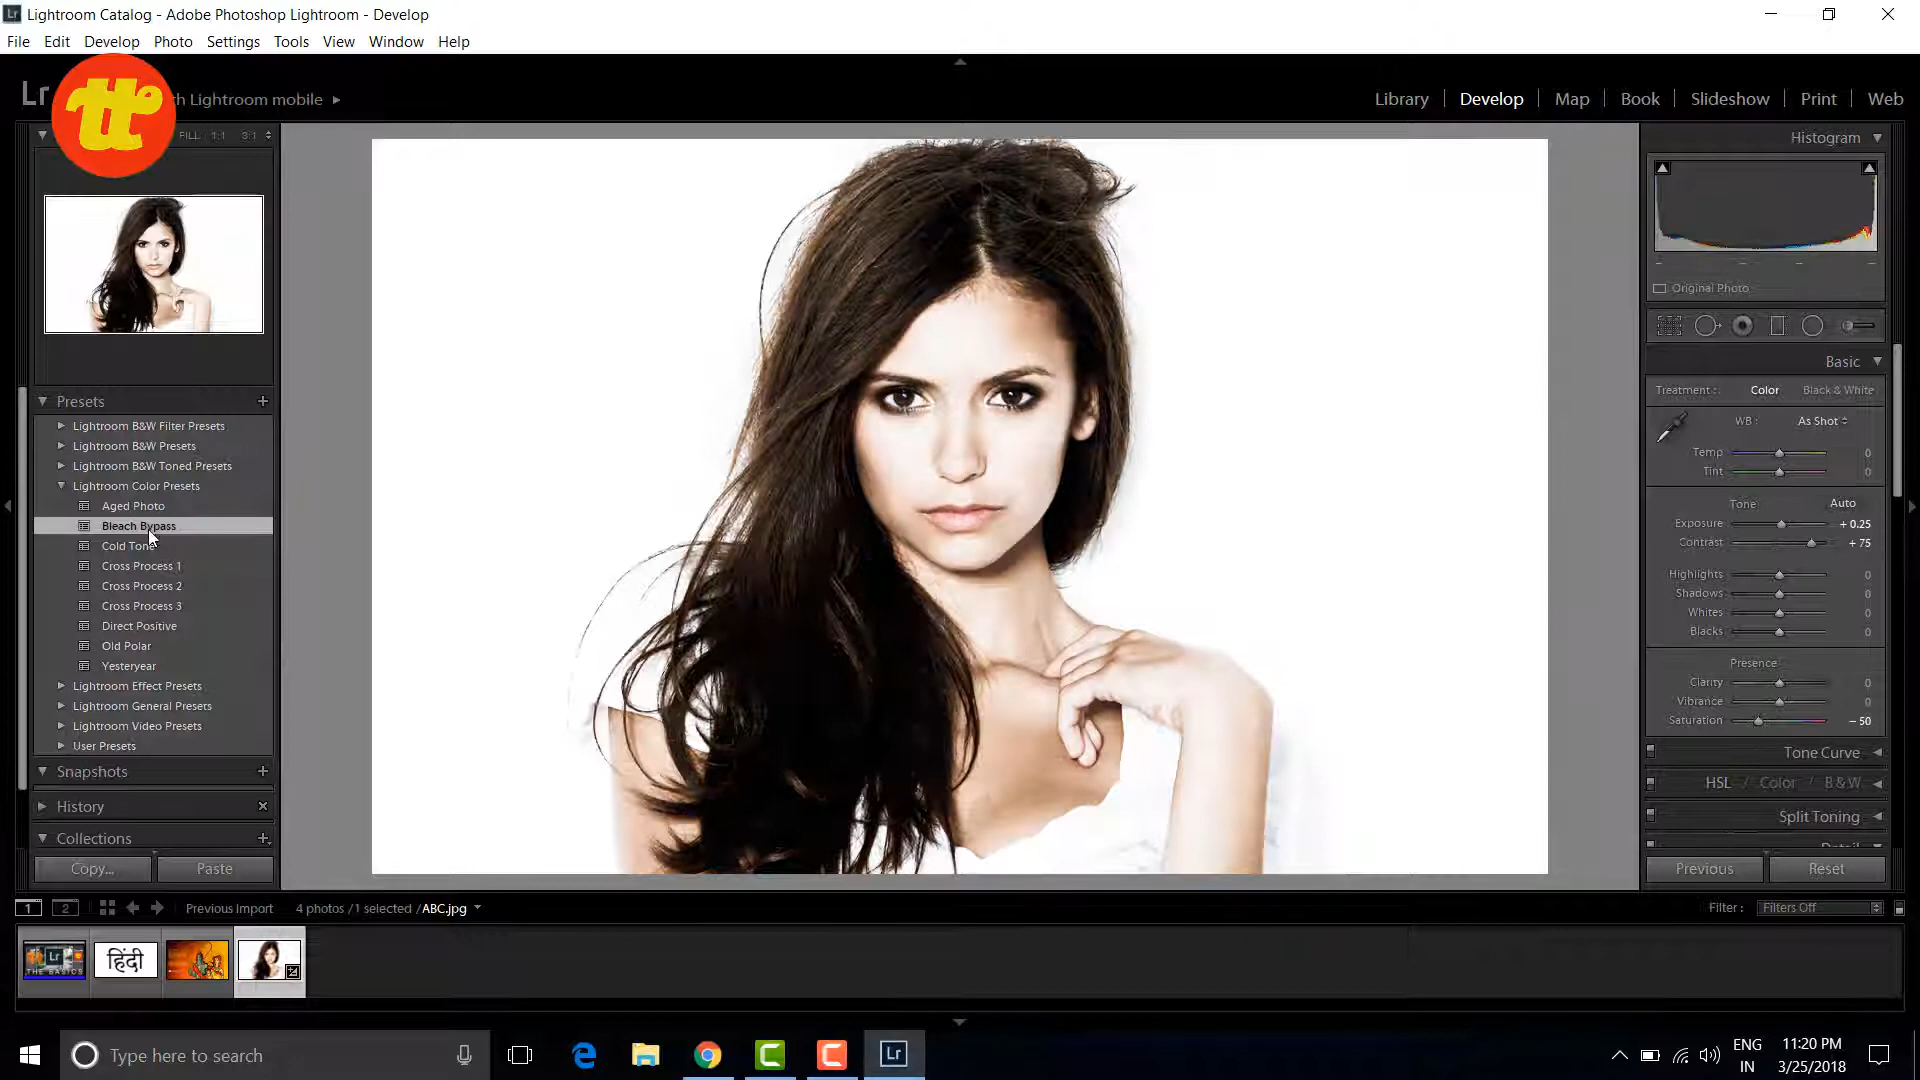 Lightroom Catalog - Adobe Photoshop Lightroom - Develop
File Edit Develop Photo Settings Tools View Window Help
Lr th Lightroom mobile
tt
Library Develop Map Book Slideshow Print Web
FILL 1:1 3:1
Histogram
Original Photo
Basic
Treatment : Color Black & White
WB : As Shot
Temp 0
Tint 0
Tone Auto
Exposure + 0.25
Contrast + 75
Highlights 0
Shadows 0
Whites 0
Blacks 0
Presence
Clarity 0
Vibrance 0
Saturation – 50
Tone Curve
HSL / Color / B & W
Split Toning
Detail
Previous Reset
Presets
Lightroom B&W Filter Presets
Lightroom B&W Presets
Lightroom B&W Toned Presets
Lightroom Color Presets
Aged Photo
Bleach Bypass
Cold Tone
Cross Process 1
Cross Process 2
Cross Process 3
Direct Positive
Old Polar
Yesteryear
Lightroom Effect Presets
Lightroom General Presets
Lightroom Video Presets
User Presets
Snapshots
History
Collections
Copy... Paste
1 2 Previous Import 4 photos / 1 selected / ABC.jpg Filter : Filters Off
Lr
THE BASICS
हिंदी
Type here to search
Lr
ENG
IN
11:20 PM
3/25/2018